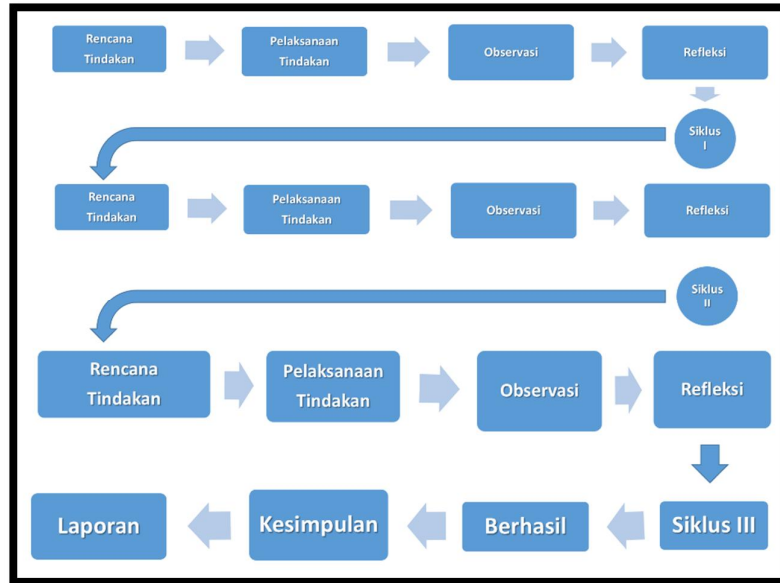 Rencana
Tindakan
Pelaksanaan
Tindakan
Observasi
Refleksi
Siklus
I
Rencana
Tindakan
Pelaksanaan
Tindakan
Observasi
Refleksi
Siklus
II
Rencana
Tindakan
Pelaksanaan
Tindakan
Observasi
Refleksi
Laporan
Kesimpulan
Berhasil
Siklus III